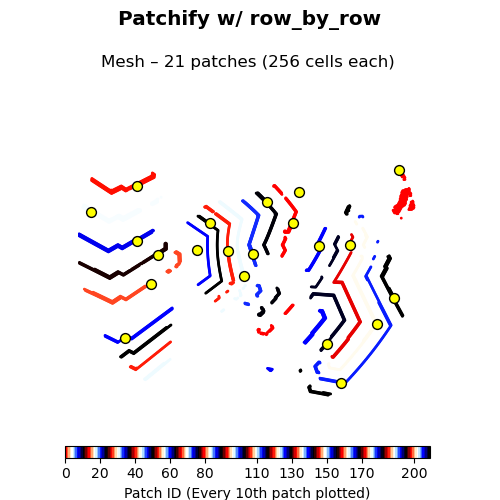 Patchify w/ row_by_row
Mesh – 21 patches (256 cells each)
0 20 40 60 80 110 130 150 170 200
Patch ID (Every 10th patch plotted)